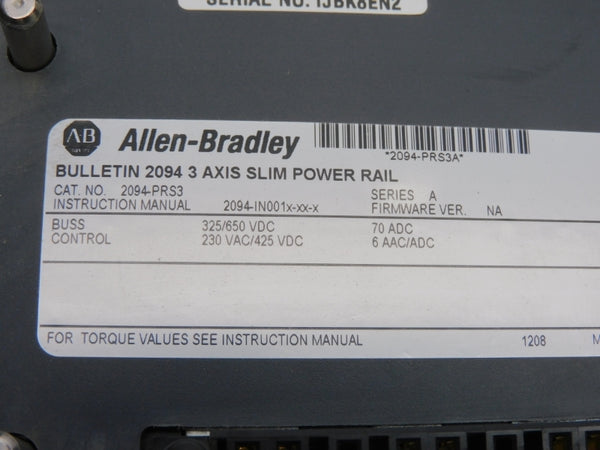 SERIAL NO. IJBK8EN2
AB Allen-Bradley
*2094-PRS3A*
BULLETIN 2094 3 AXIS SLIM POWER RAIL
CAT. NO. 2094-PRS3 SERIES A
INSTRUCTION MANUAL 2094-IN001x-xx-x FIRMWARE VER. NA
BUSS 325/650 VDC 70 ADC
CONTROL 230 VAC/425 VDC 6 AAC/ADC
FOR TORQUE VALUES SEE INSTRUCTION MANUAL 1208